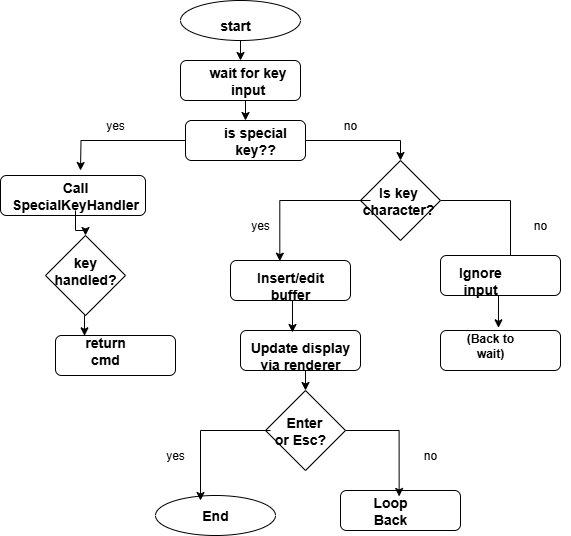 start
wait for key
input
yes
is special
key??
no
Call
SpecialKeyHandler
Is key
character?
yes
no
key
handled?
Insert/edit
buffer
Ignore
input
return
cmd
Update display
via renderer
(Back to
wait)
Enter
or Esc?
yes
no
End
Loop
Back